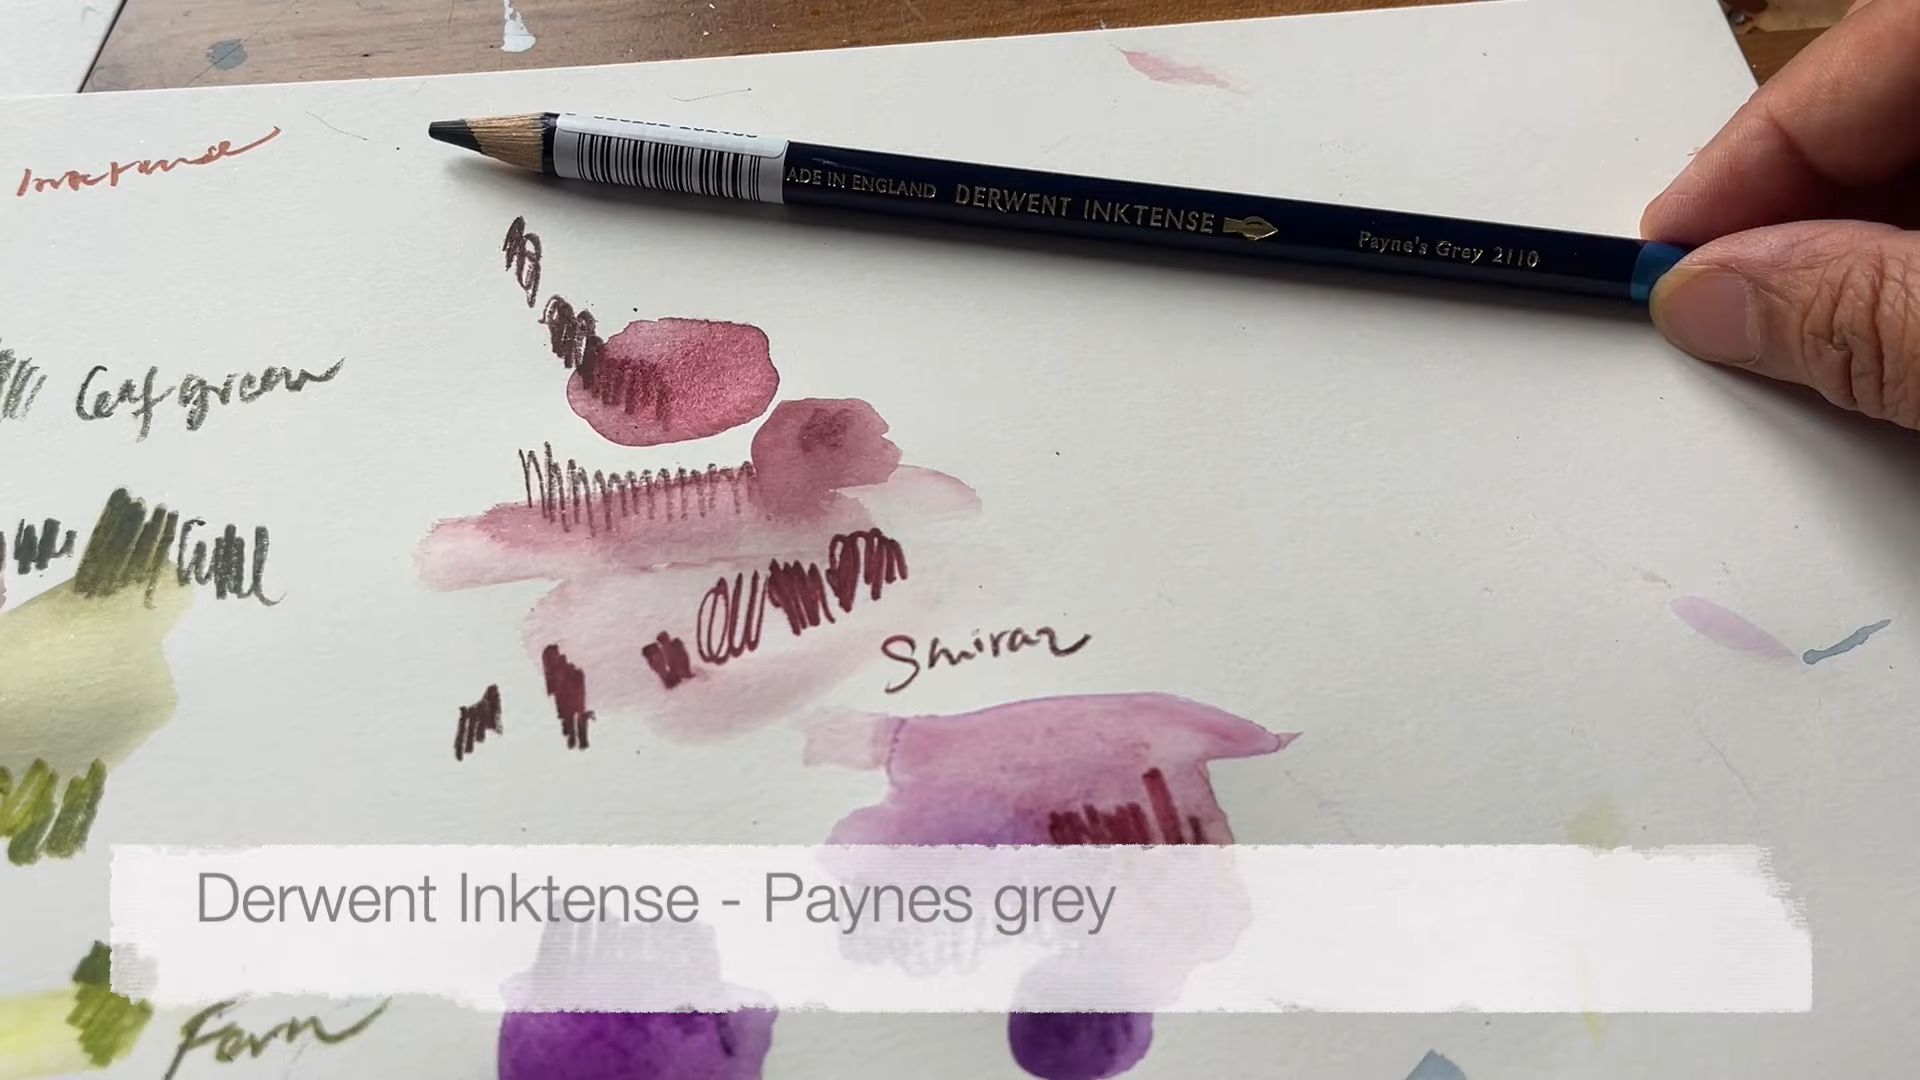 Inktense
ADE IN ENGLAND DERWENT INKTENSE Payne's Grey 2110
Leaf green
Shiraz
Derwent Inktense - Paynes grey
Fern